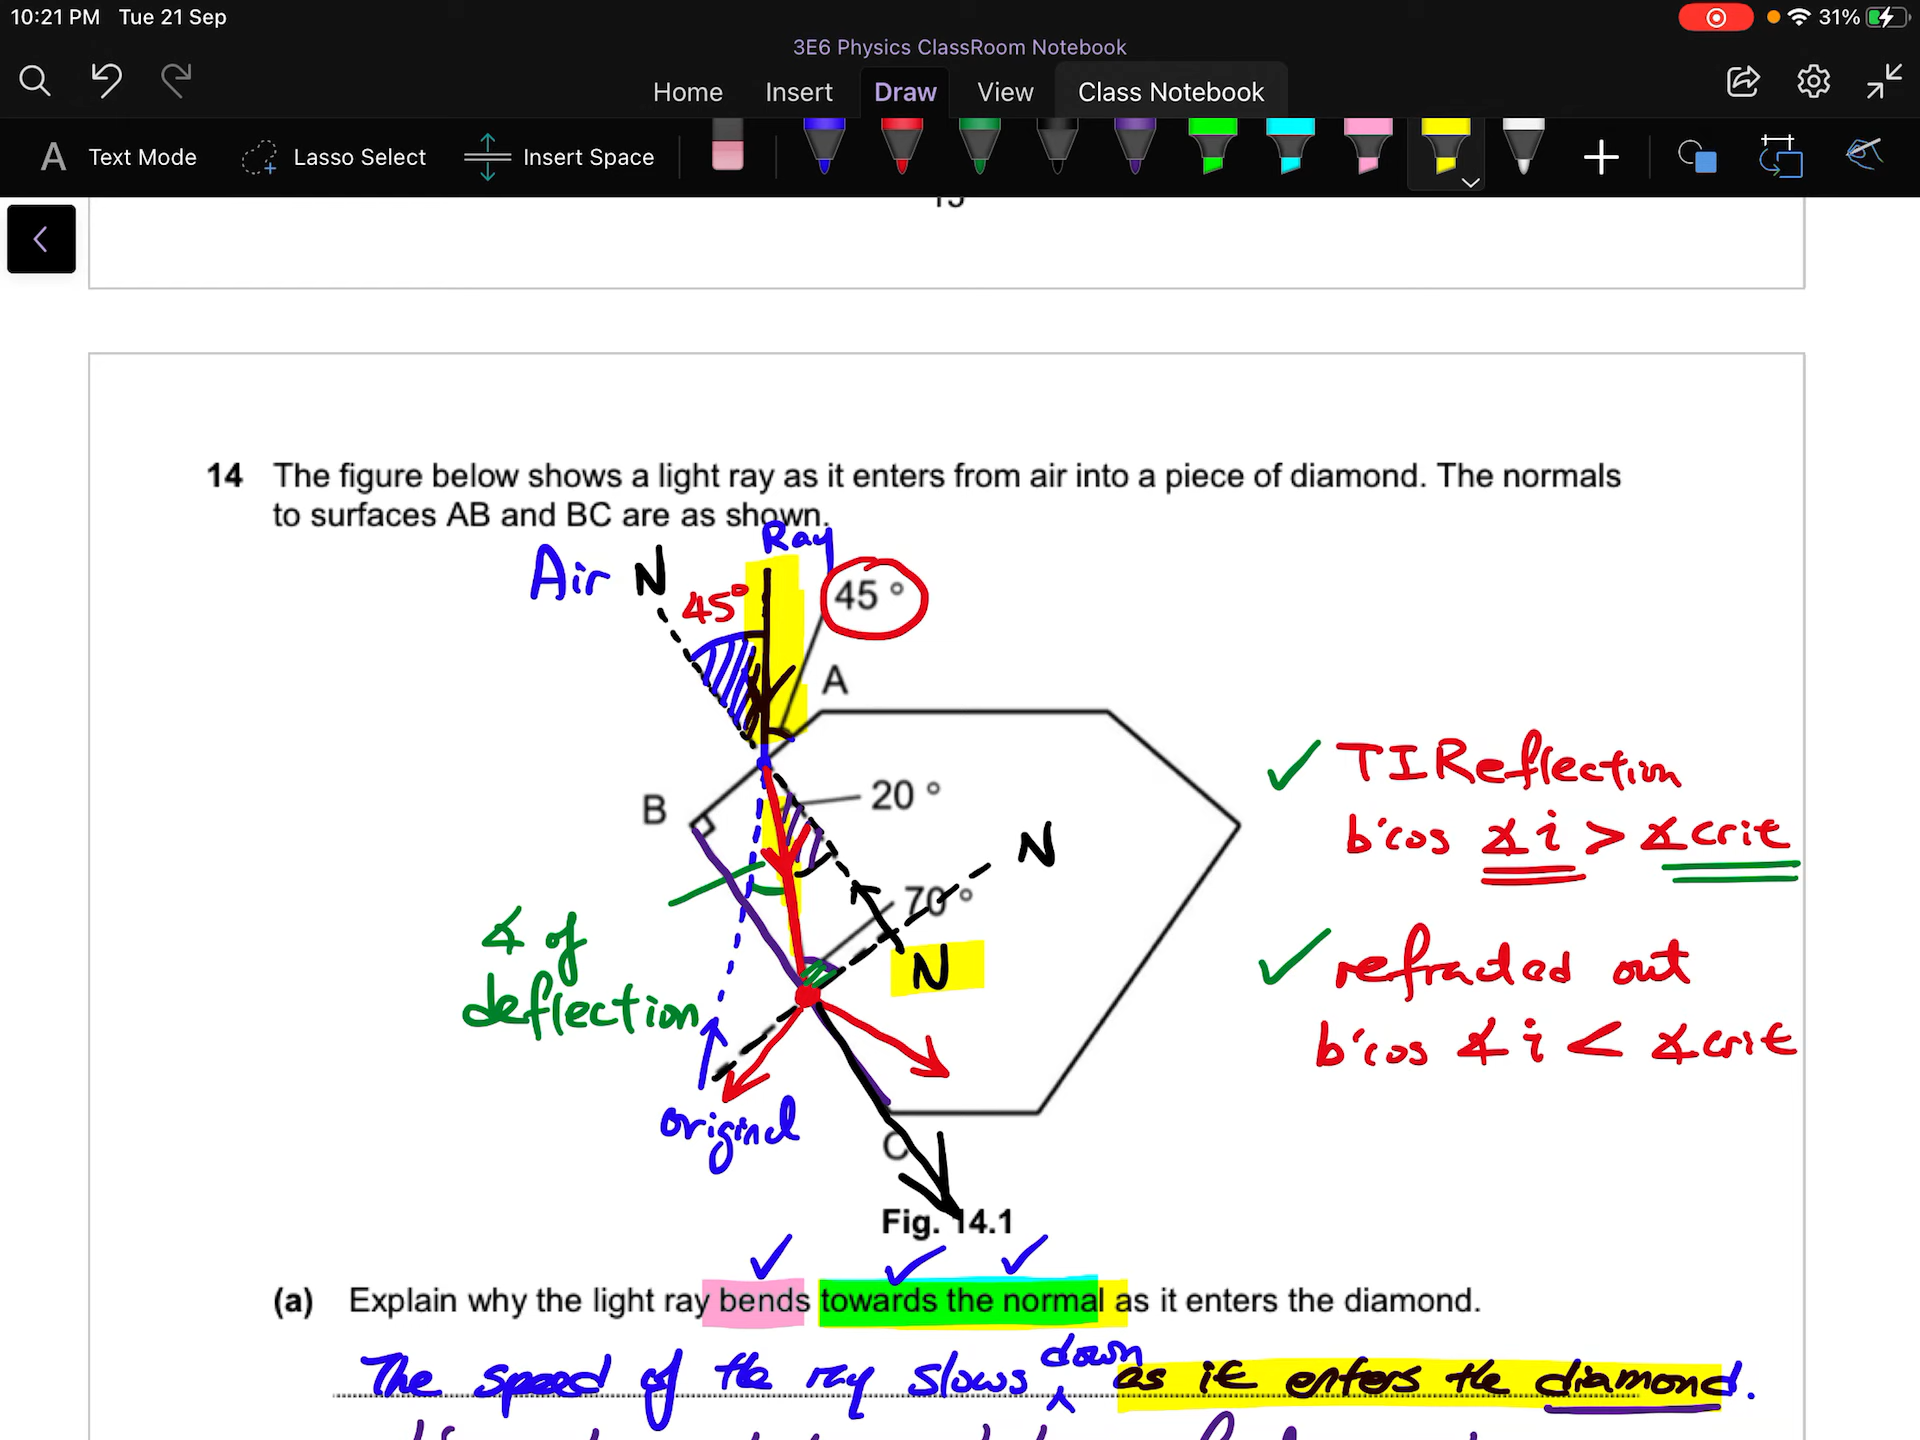 10:21 PM Tue 21 Sep
31%
3E6 Physics ClassRoom Notebook
Home Insert Draw View Class Notebook
A Text Mode Lasso Select Insert Space
14 The figure below shows a light ray as it enters from air into a piece of diamond. The normals
to surfaces AB and BC are as shown.
Ray
Air N
45°
45 °
A
B
20 °
N
70 °
N
∡ of
deflection
original
C
✓ TIReflection
b'cos ∡i > ∡crit
✓ refracted out
b'cos ∡i < ∡crit
Fig. 14.1
(a) Explain why the light ray bends towards the normal as it enters the diamond.
The speed of the ray slows down as it enters the diamond.